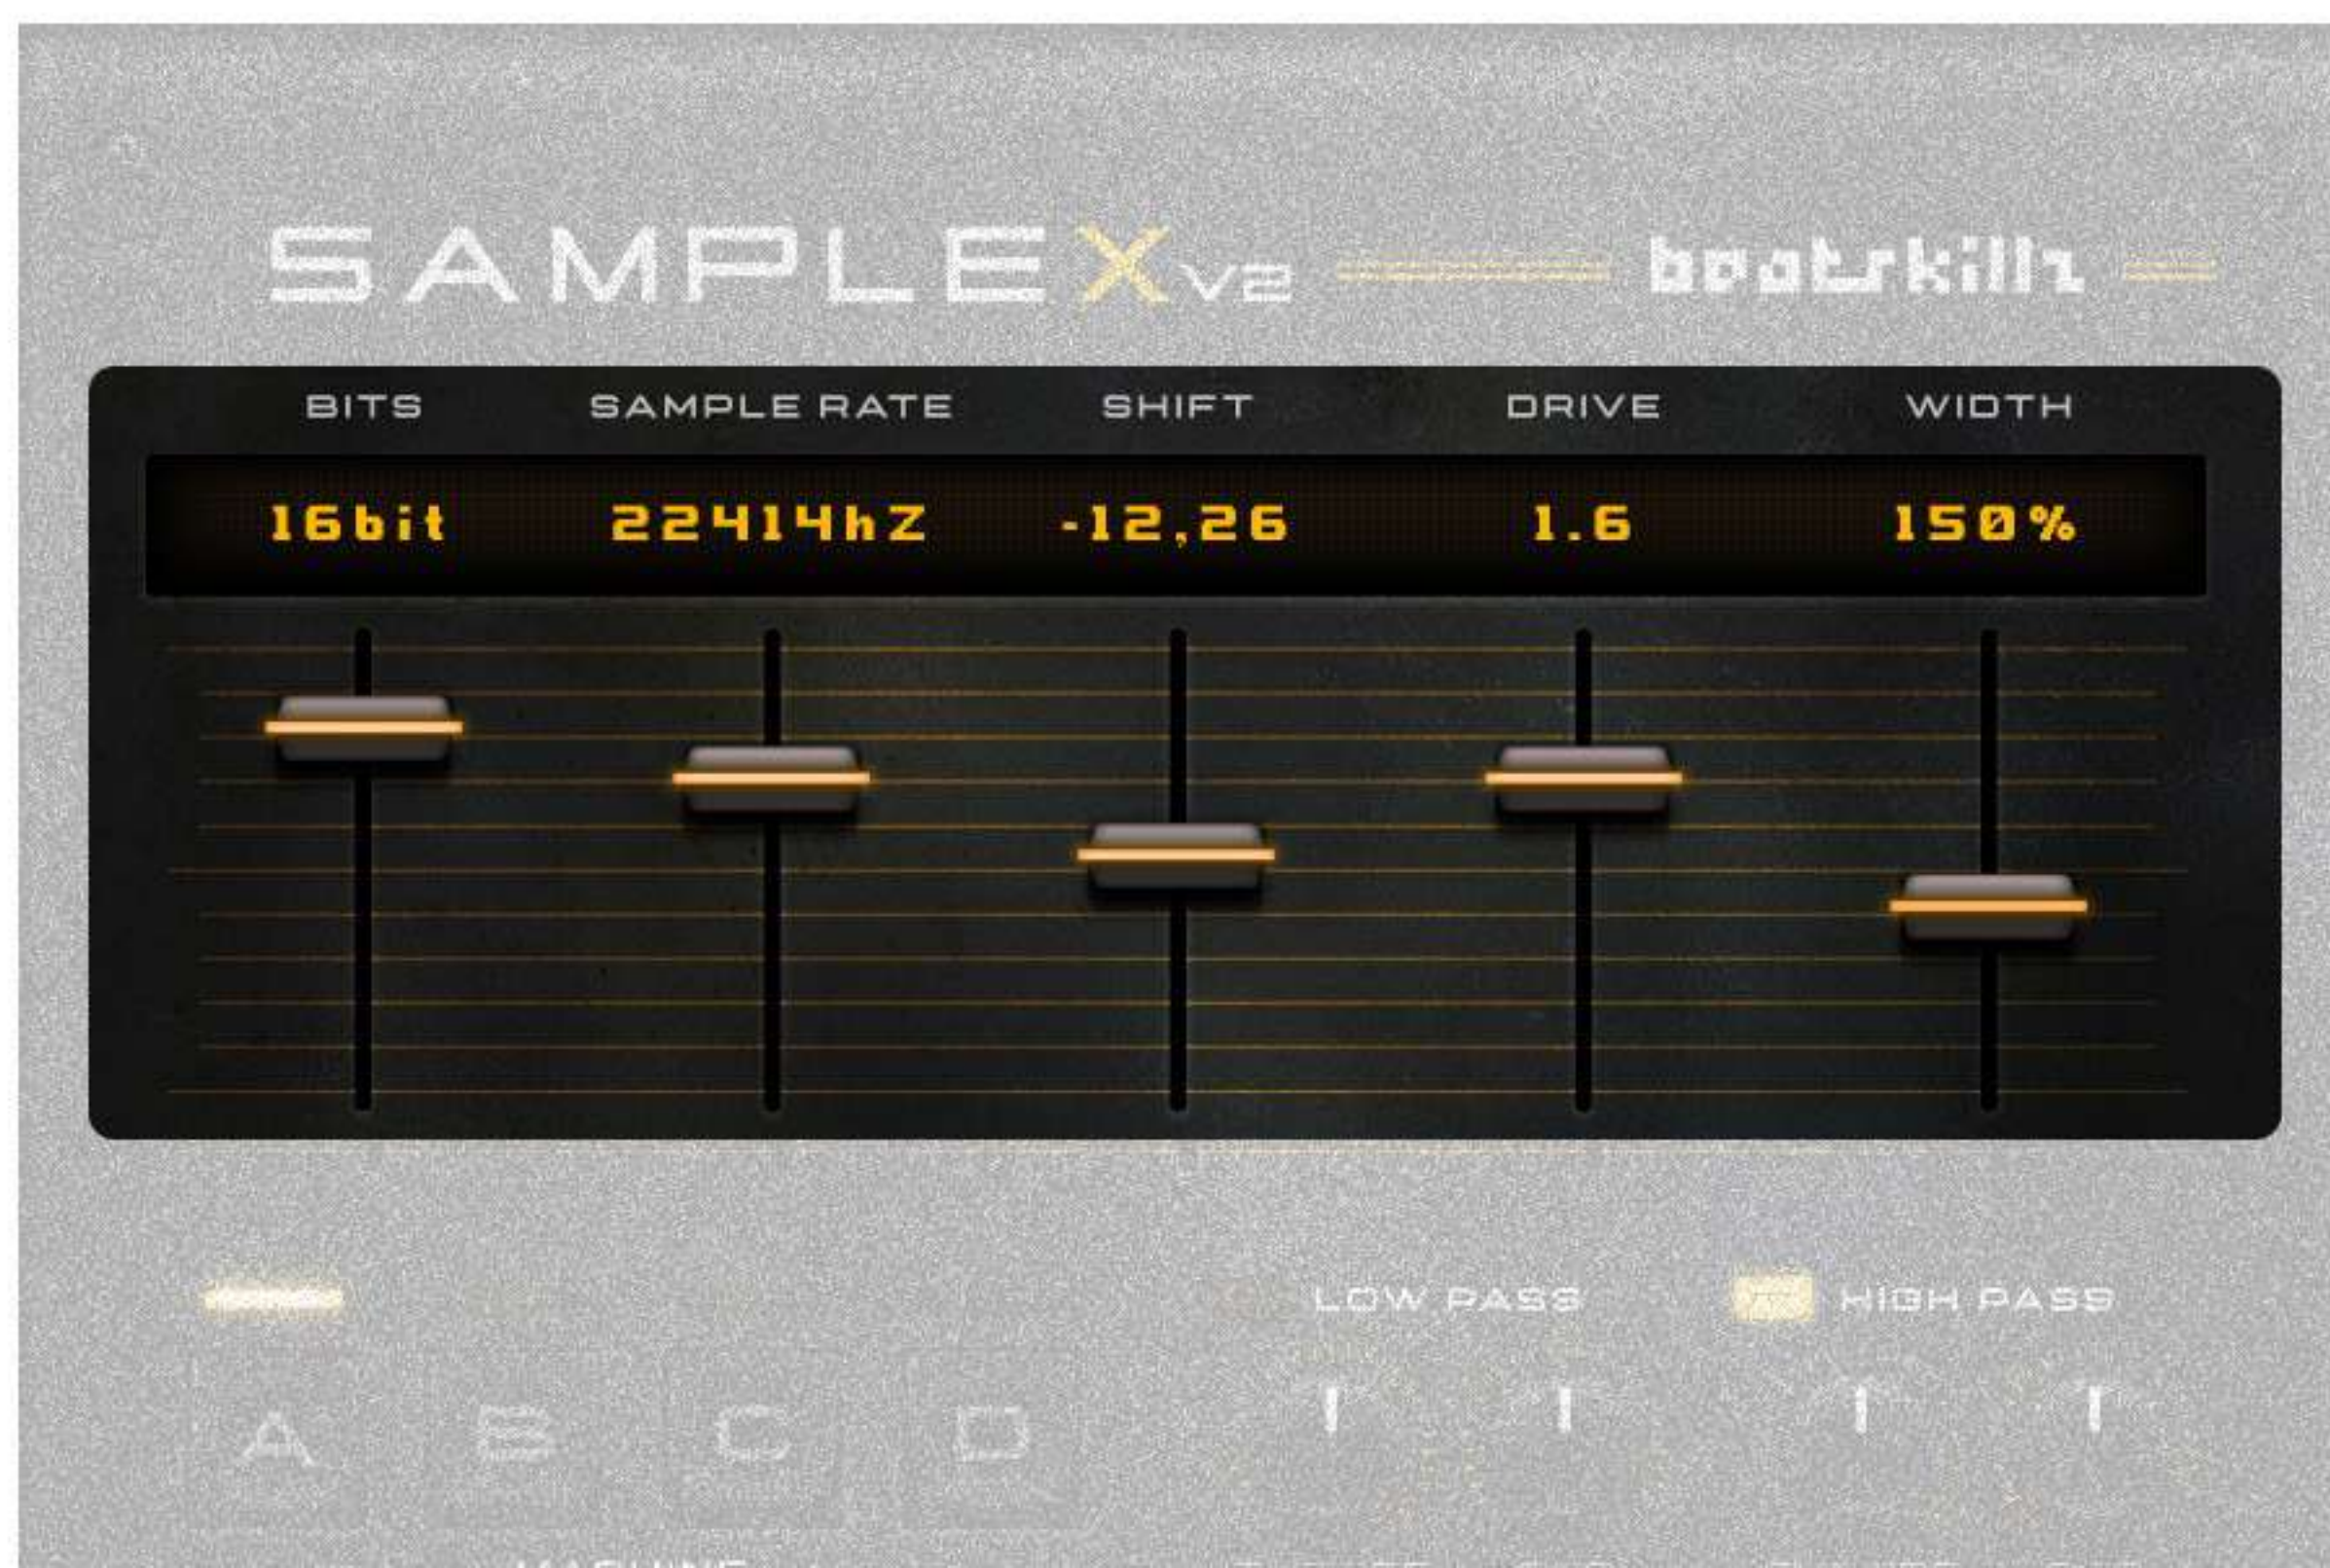 SAMPLEX V2 beatskillz
BITS SAMPLE RATE SHIFT DRIVE WIDTH
16bit 22414hZ -12,26 1.6 150%
LOW PASS HIGH PASS
A B C D
MACHINE